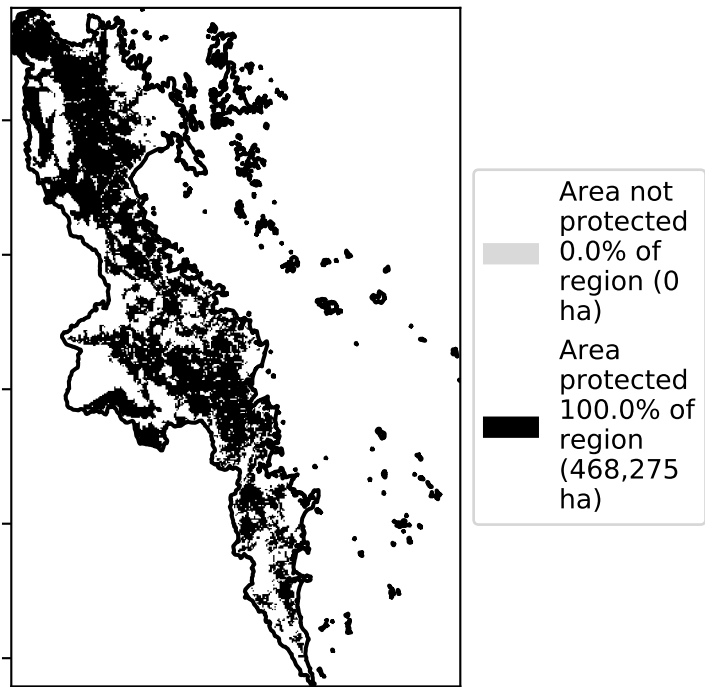 Area not
protected
0.0% of
region (0
ha)
Area
protected
100.0% of
region
(468,275
ha)